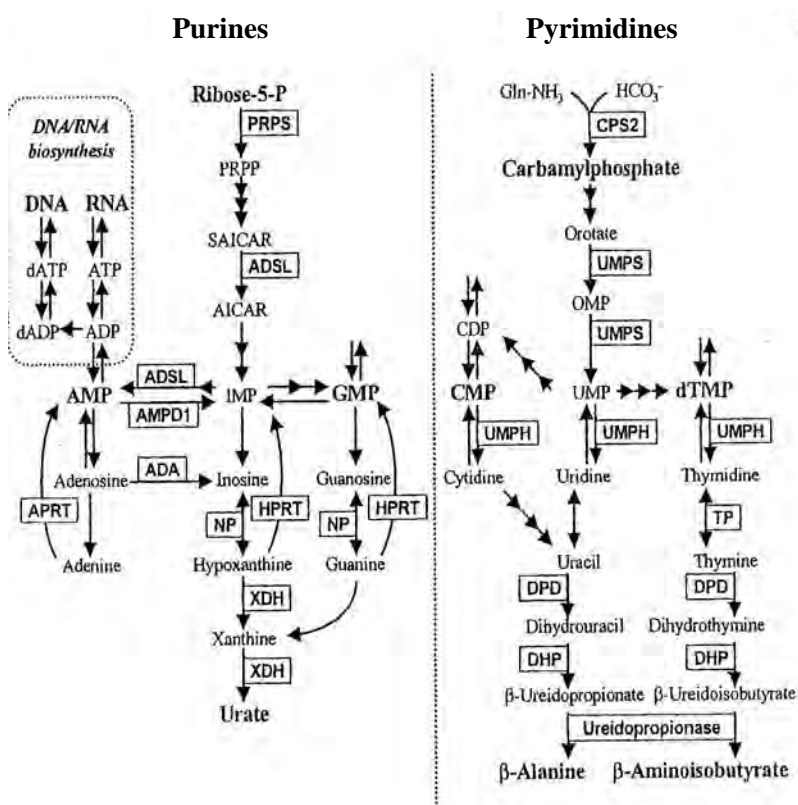 Purines
Pyrimidines
Ribose-5-P
PRPS
PRPP
SAICAR
ADSL
AICAR
DNA/RNA
biosynthesis
DNA RNA
dATP ATP
dADP ADP
AMP
ADSL
IMP
GMP
AMPD1
Adenosine
ADA
Inosine
Guanosine
APRT
NP
HPRT
NP
HPRT
Adenine
Hypoxanthine
Guanine
XDH
Xanthine
XDH
Urate
Gln-NH₃ HCO₃⁻
CPS2
Carbamylphosphate
Orotate
UMPS
OMP
CDP
UMPS
CMP
UMP
dTMP
UMPH
UMPH
UMPH
Cytidine
Uridine
Thymidine
TP
Uracil
Thymine
DPD
DPD
Dihydrouracil
Dihydrothymine
DHP
DHP
β-Ureidopropionate
β-Ureidoisobutyrate
Ureidopropionase
β-Alanine
β-Aminoisobutyrate